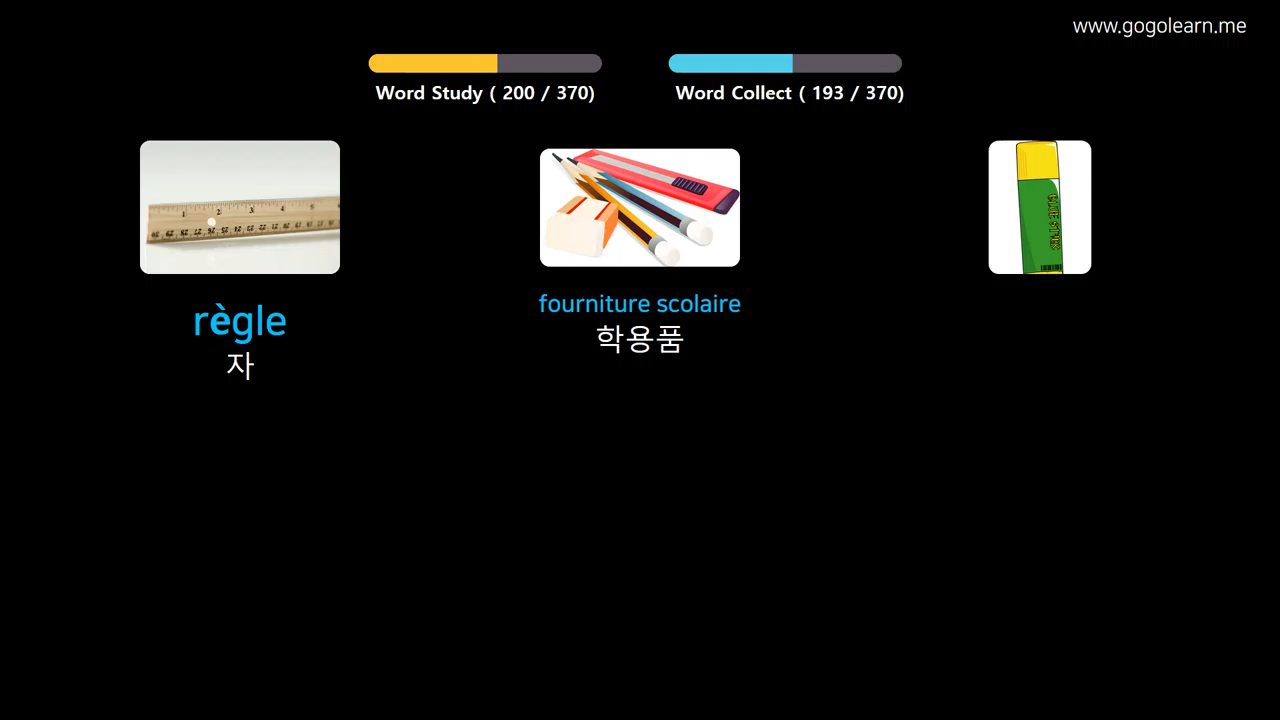 www.gogolearn.me
Word Study ( 200 / 370)
Word Collect ( 193 / 370)
règle
자
fourniture scolaire
학용품